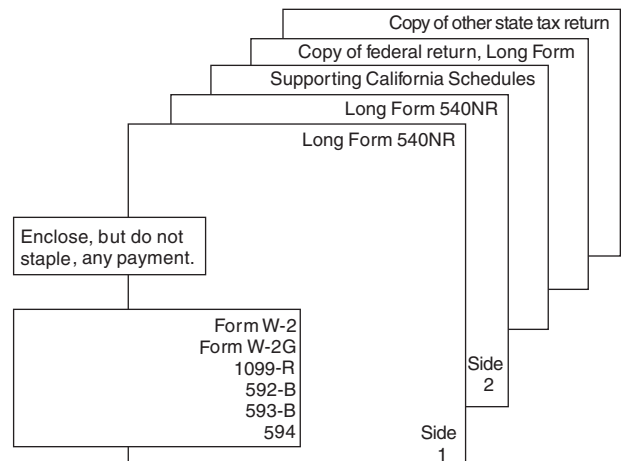 Copy of other state tax return
Copy of federal return, Long Form
Supporting California Schedules
Long Form 540NR
Long Form 540NR
Enclose, but do not
staple, any payment.
Form W-2
Form W-2G
1099-R
592-B
593-B
594
Side
2
Side
1